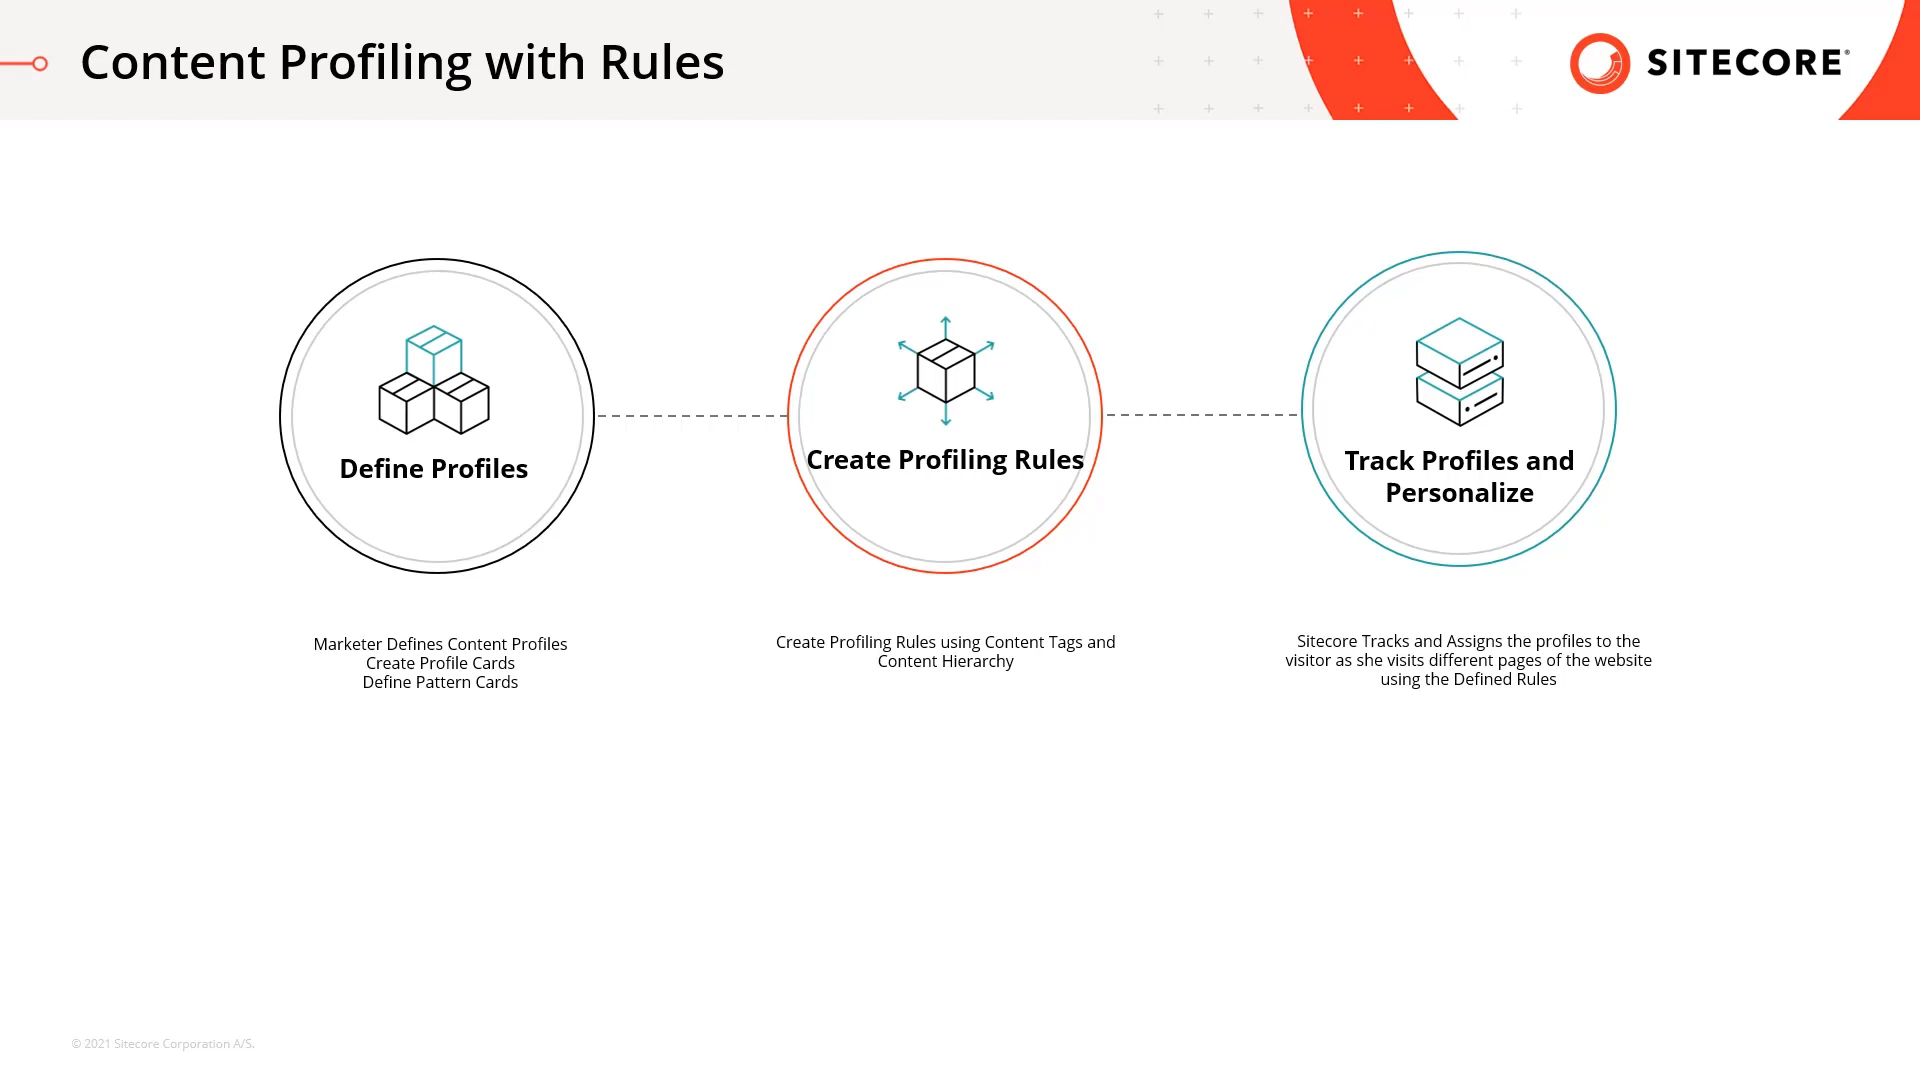 Content Profiling with Rules
SITECORE®
Define Profiles
Create Profiling Rules
Track Profiles and
Personalize
Marketer Defines Content Profiles
Create Profile Cards
Define Pattern Cards
Create Profiling Rules using Content Tags and
Content Hierarchy
Sitecore Tracks and Assigns the profiles to the
visitor as she visits different pages of the website
using the Defined Rules
© 2021 Sitecore Corporation A/S.